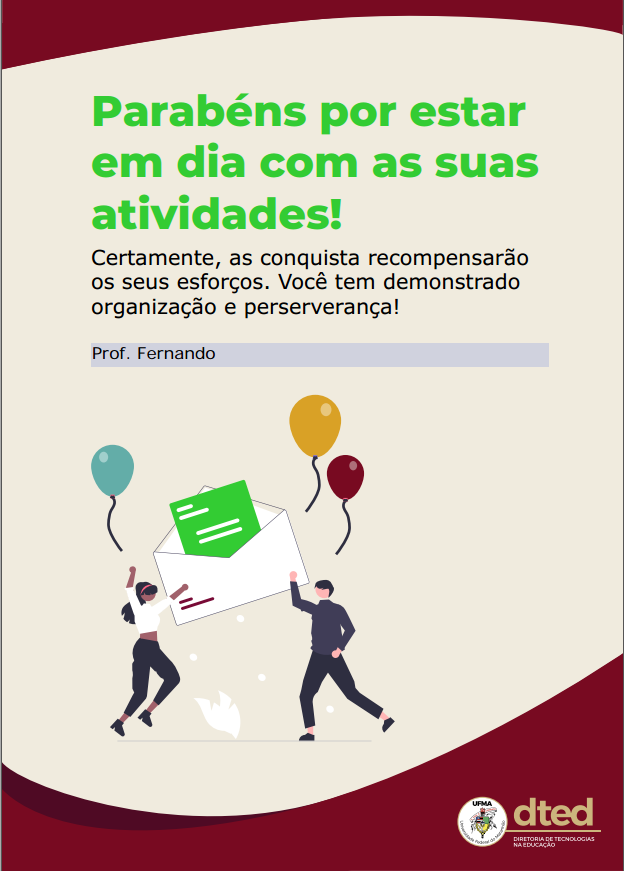 Parabéns por estar
em dia com as suas
atividades!
Certamente, as conquista recompensarão
os seus esforços. Você tem demonstrado
organização e perserverança!
Prof. Fernando
UFMA
dted
DIRETORIA DE TECNOLOGIAS
NA EDUCAÇÃO